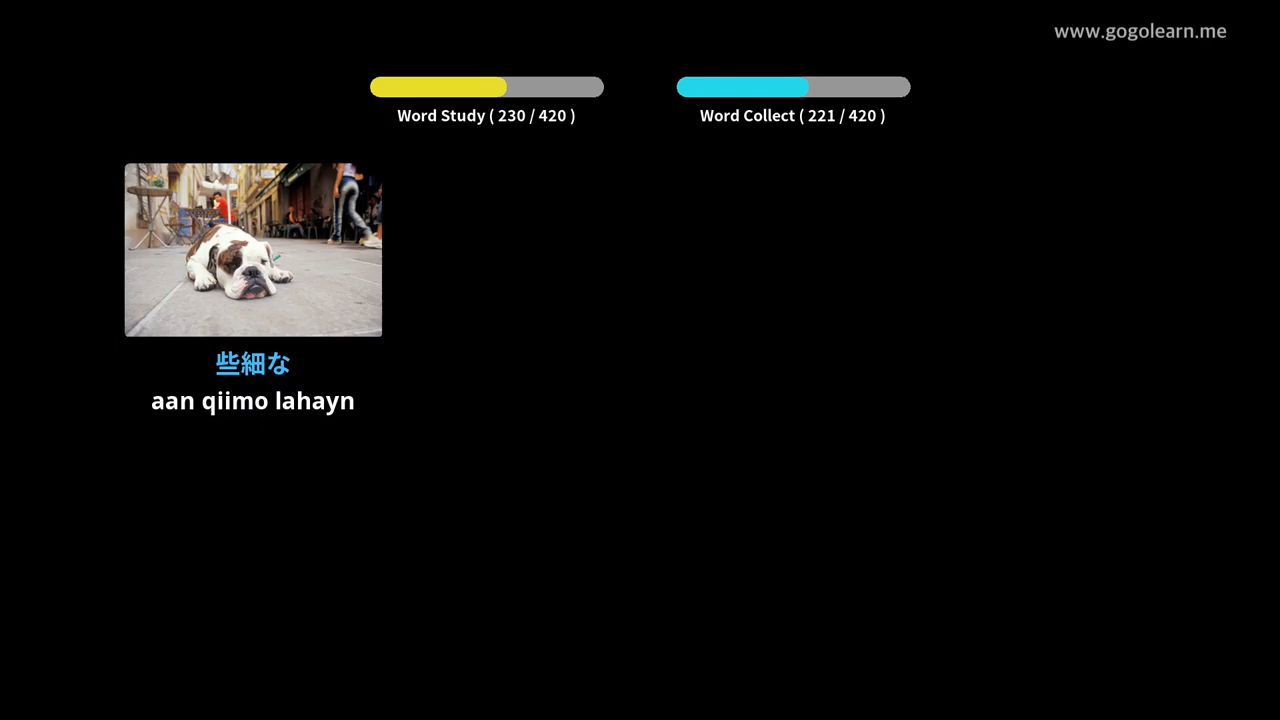 www.gogolearn.me
Word Study ( 230 / 420 )
Word Collect ( 221 / 420 )
些細な
aan qiimo lahayn